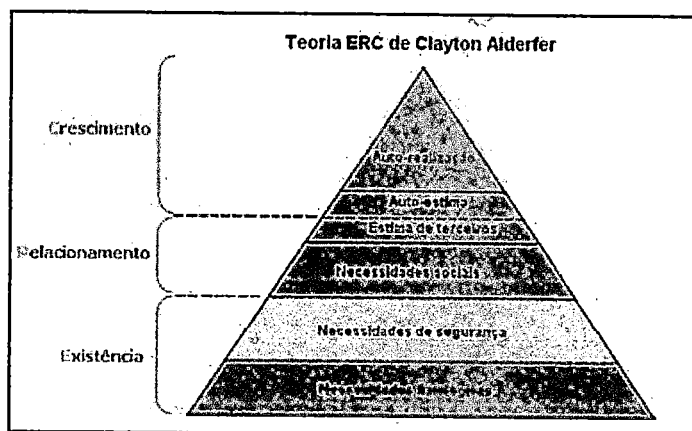 Teoria ERC de Clayton Alderfer
Crescimento
Auto-realização
Auto-estima
Estima de terceiros
Relacionamento
Necessidades sociais
Necessidades de segurança
Existência
Necessidades